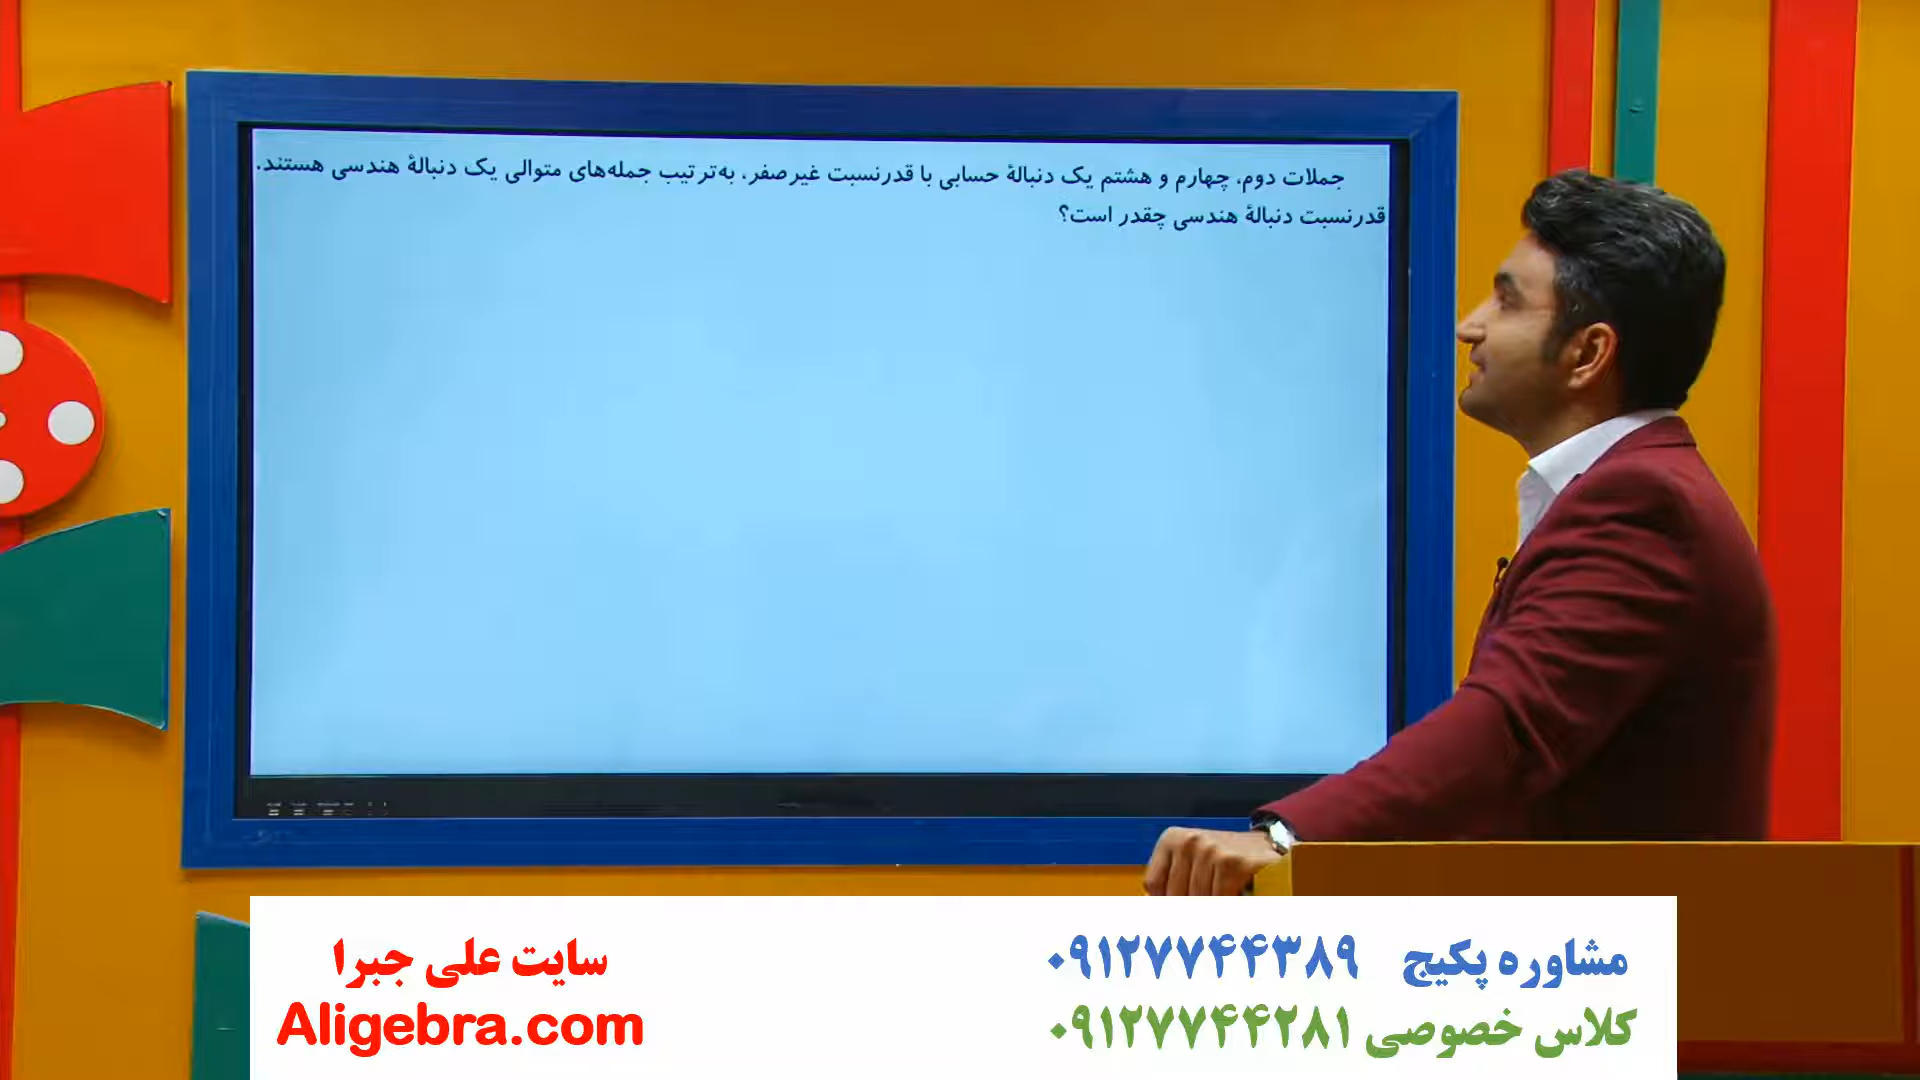 جملات دوم، چهارم و هشتم یک دنبالهٔ حسابی با قدرنسبت غیرصفر، به‌ترتیب جمله‌های متوالی یک دنبالهٔ هندسی هستند.
قدرنسبت دنبالهٔ هندسی چقدر است؟
مشاوره پکیج ۰۹۱۲۷۷۴۴۳۸۹
کلاس خصوصی ۰۹۱۲۷۷۴۴۲۸۱
سایت علی جبرا
Aligebra.com